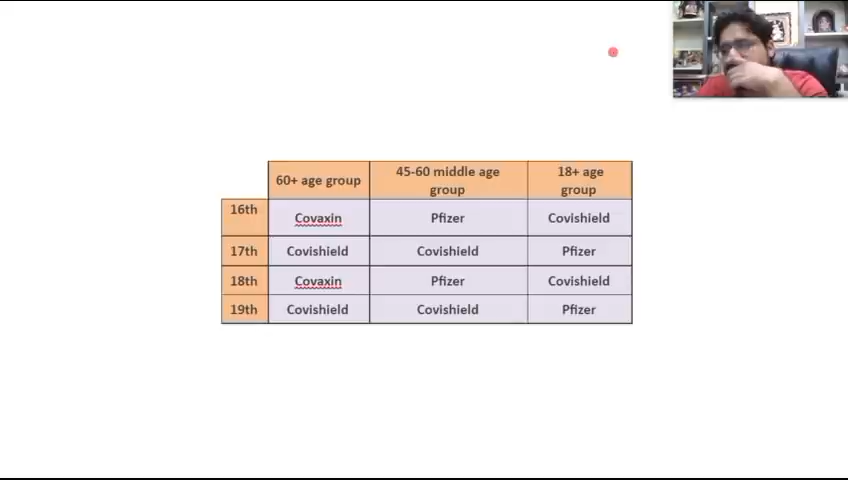 60+ age group
45-60 middle age
group
18+ age
group
16th
Covaxin
Pfizer
Covishield
17th
Covishield
Covishield
Pfizer
18th
Covaxin
Pfizer
Covishield
19th
Covishield
Covishield
Pfizer